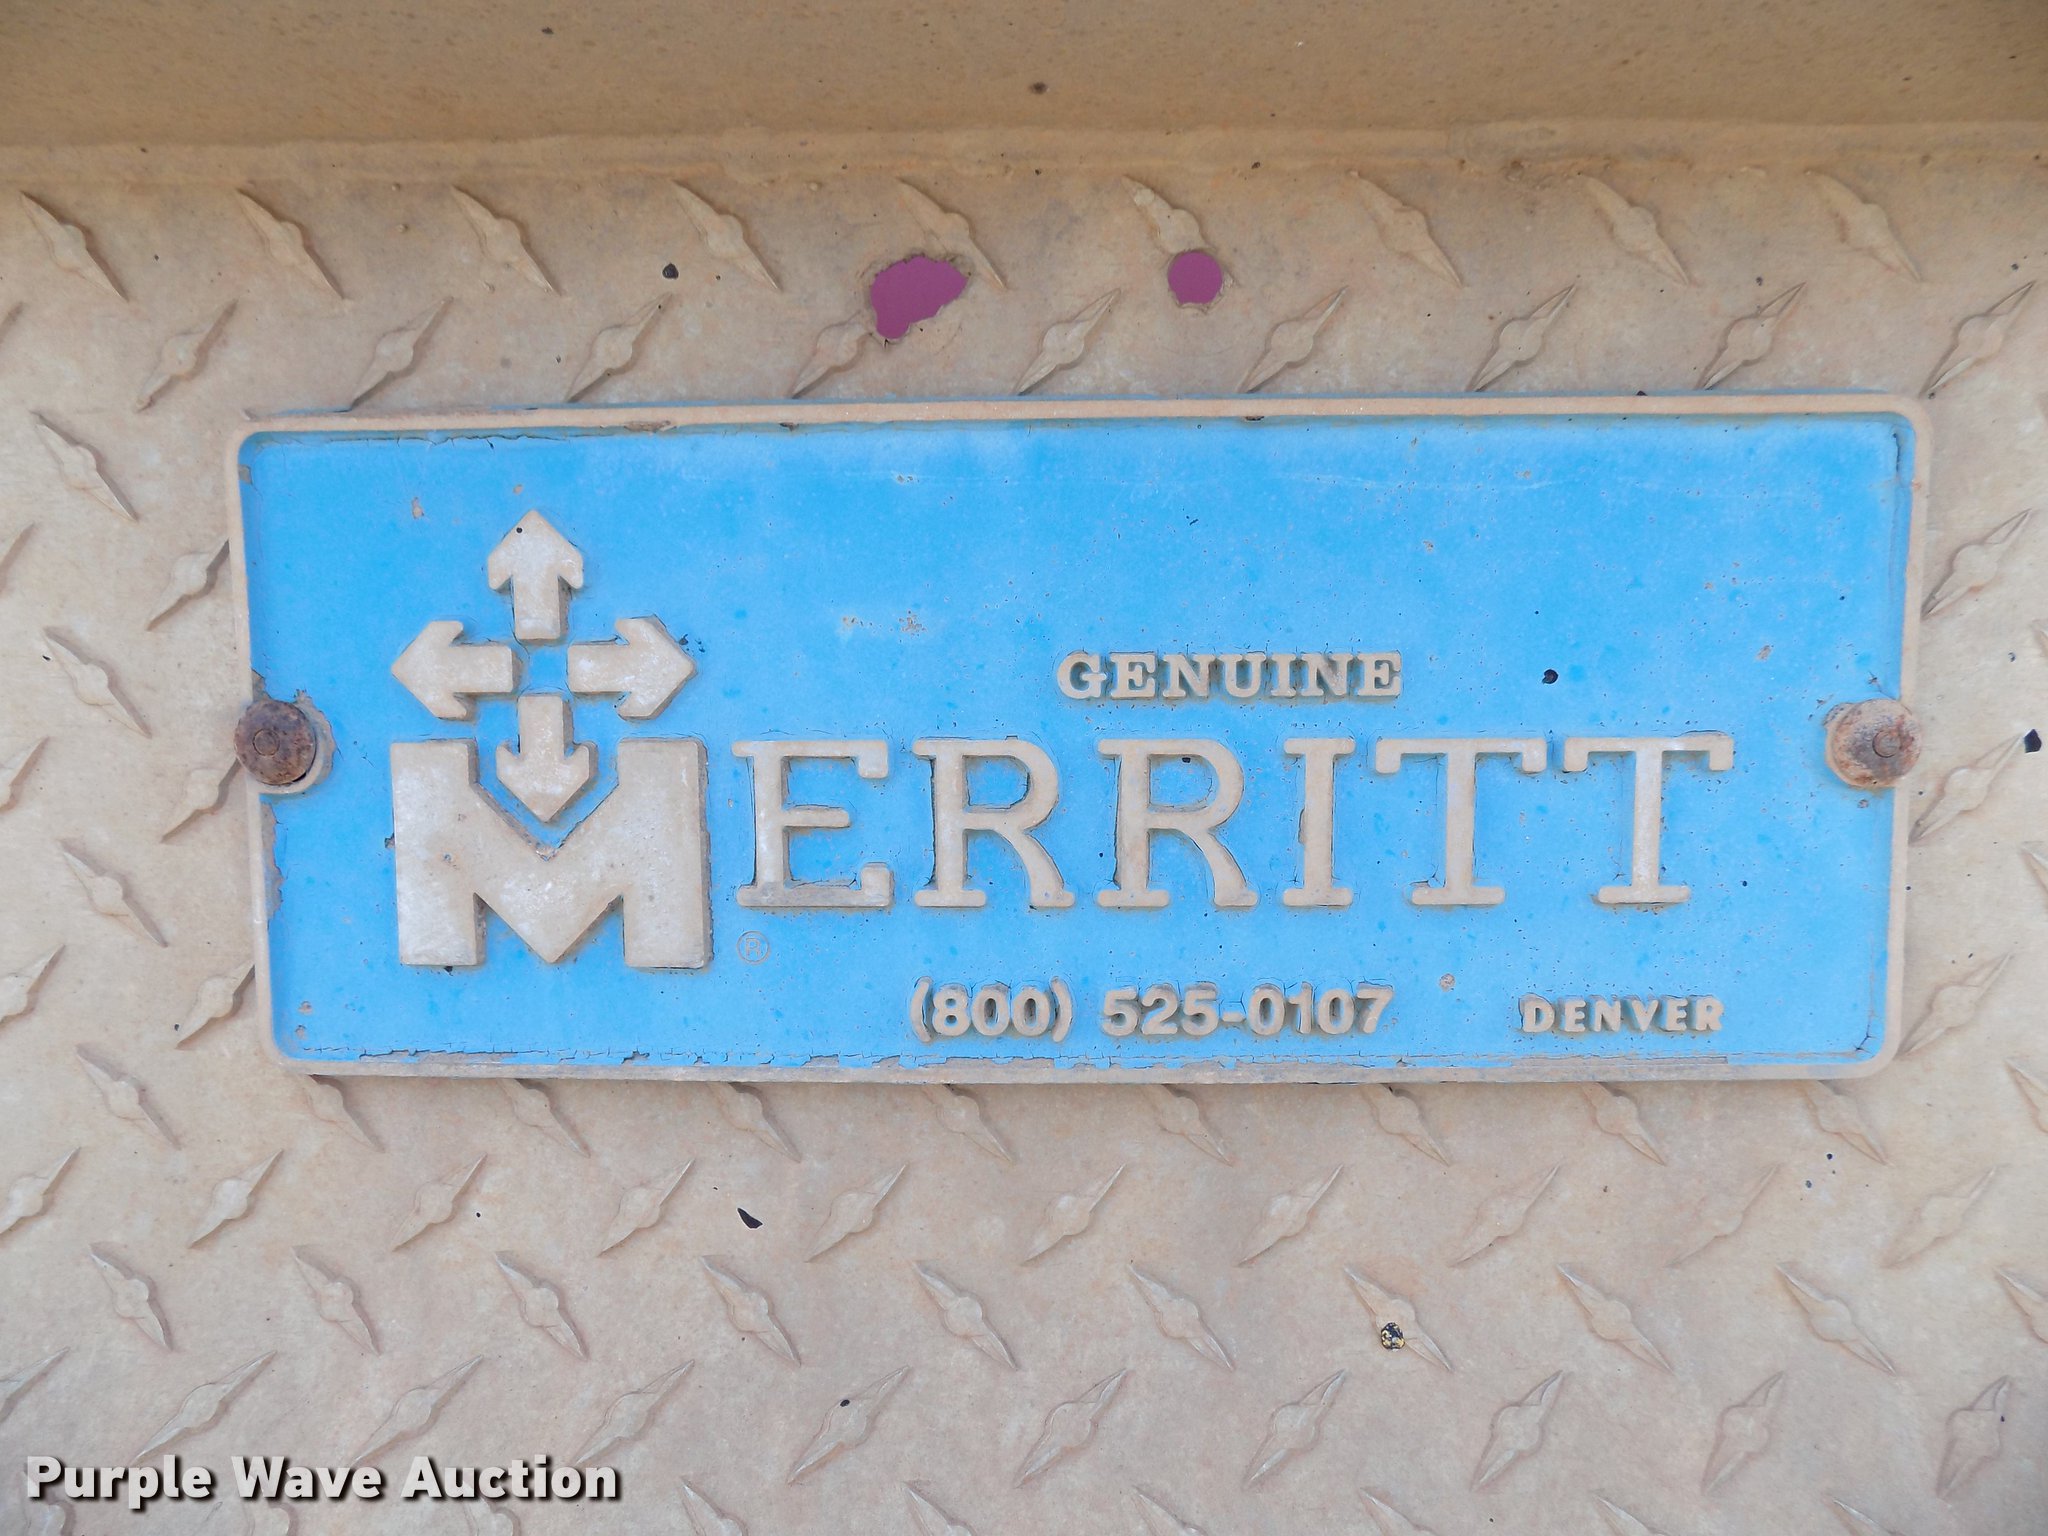 GENUINE
MERRITT
®
(800) 525-0107 DENVER
Purple Wave Auction